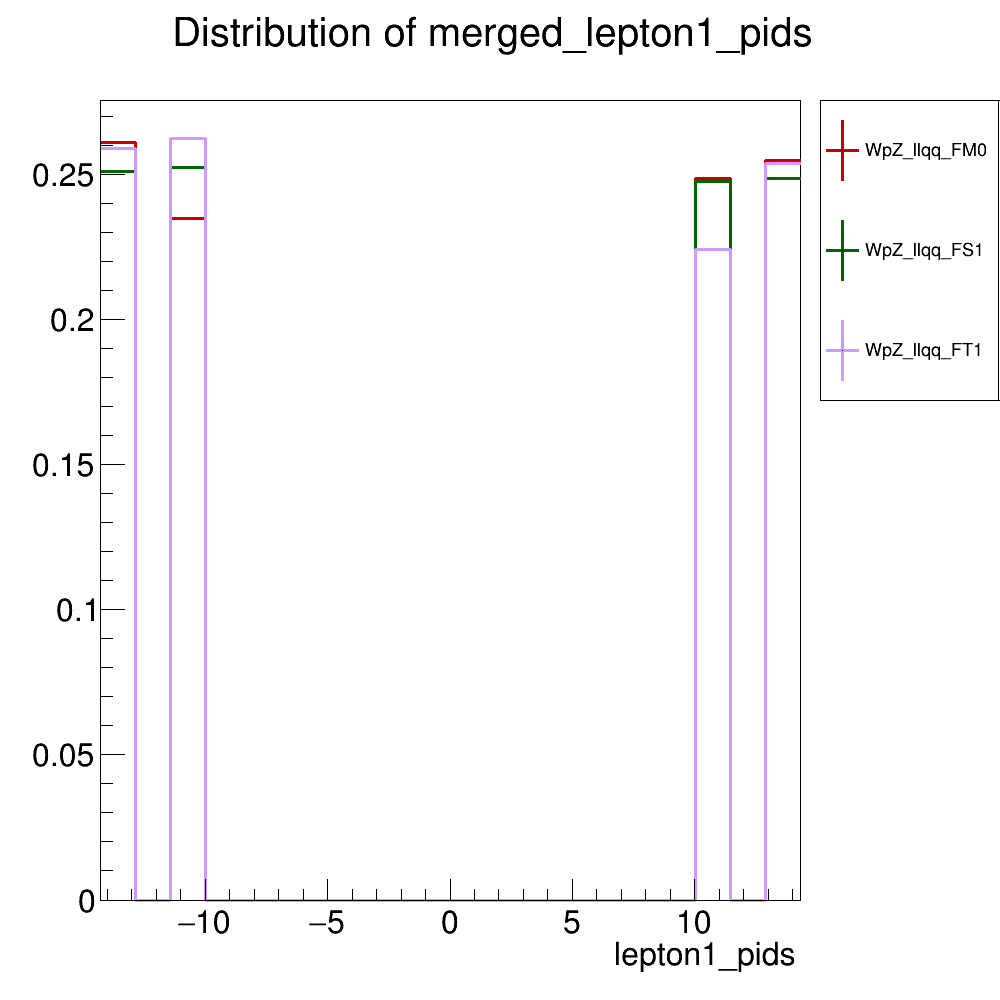 Distribution of merged_lepton1_pids
WpZ_llqq_FM0
WpZ_llqq_FS1
WpZ_llqq_FT1
0.25
0.2
0.15
0.1
0.05
0
−10
−5
0
5
10
lepton1_pids